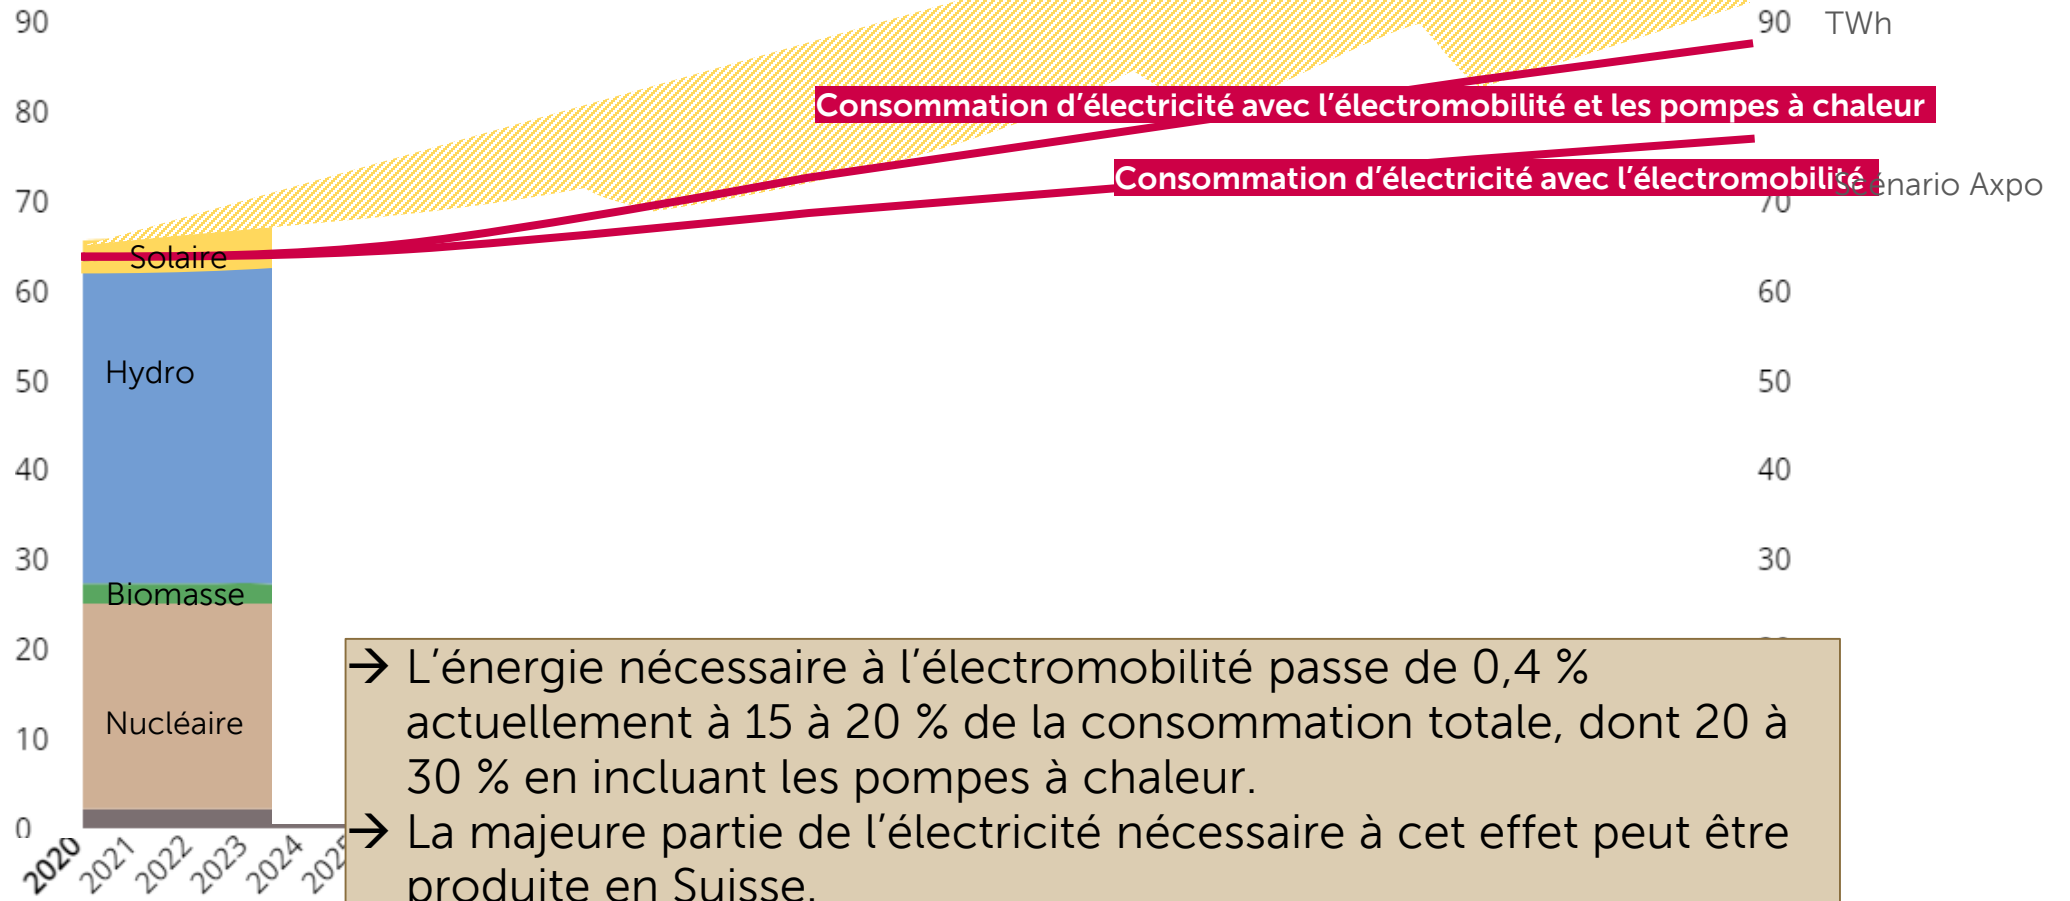 90
90
TWh
80
Consommation d’électricité avec l’électromobilité et les pompes à chaleur
70
Consommation d’électricité avec l’électromobilité
Scénario Axpo
70
Solaire
60
60
Hydro
50
50
40
40
30
30
Biomasse
20
→ L’énergie nécessaire à l’électromobilité passe de 0,4 %
actuellement à 15 à 20 % de la consommation totale, dont 20 à
30 % en incluant les pompes à chaleur.
Nucléaire
10
0
→ La majeure partie de l’électricité nécessaire à cet effet peut être
produite en Suisse.
2020
2021
2022
2023
2024
2025